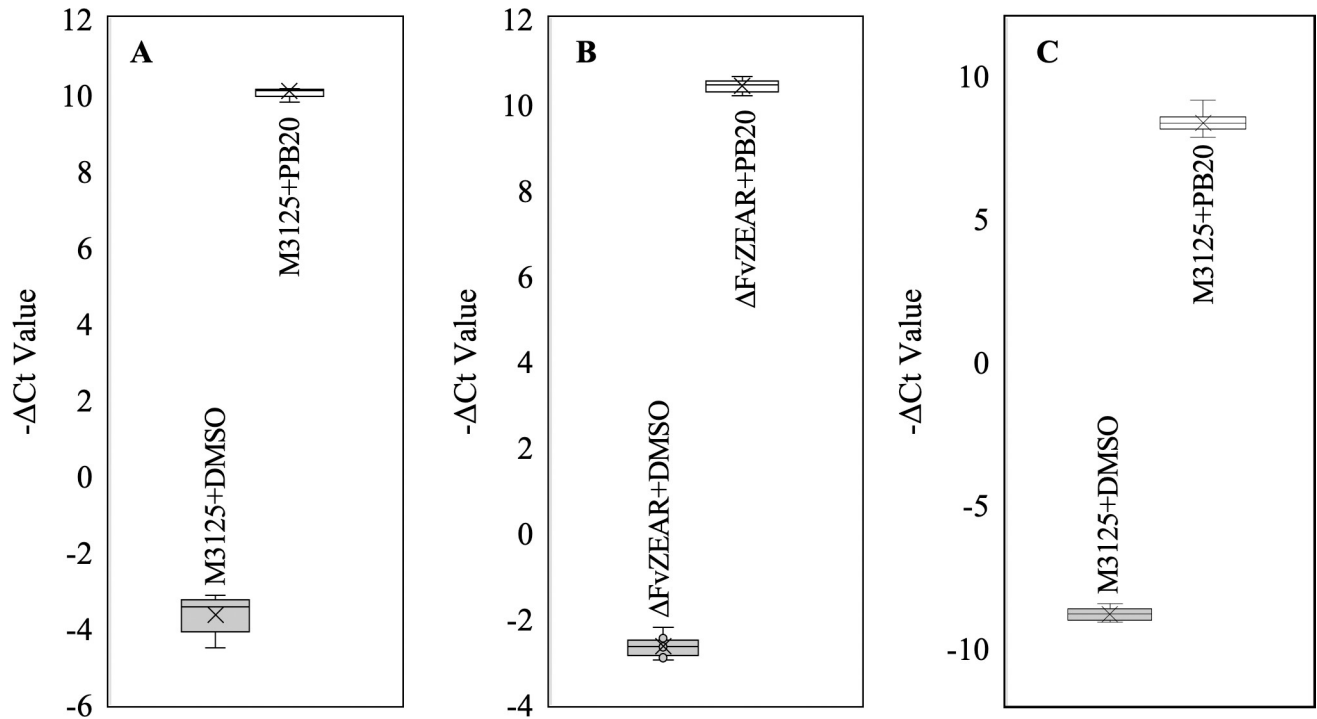 A
-ΔCt Value
12
10
8
6
4
2
0
-2
-4
-6
M3125+DMSO
M3125+PB20
B
-ΔCt Value
12
10
8
6
4
2
0
-2
-4
ΔFvZEAR+DMSO
ΔFvZEAR+PB20
C
-ΔCt Value
10
5
0
-5
-10
M3125+DMSO
M3125+PB20